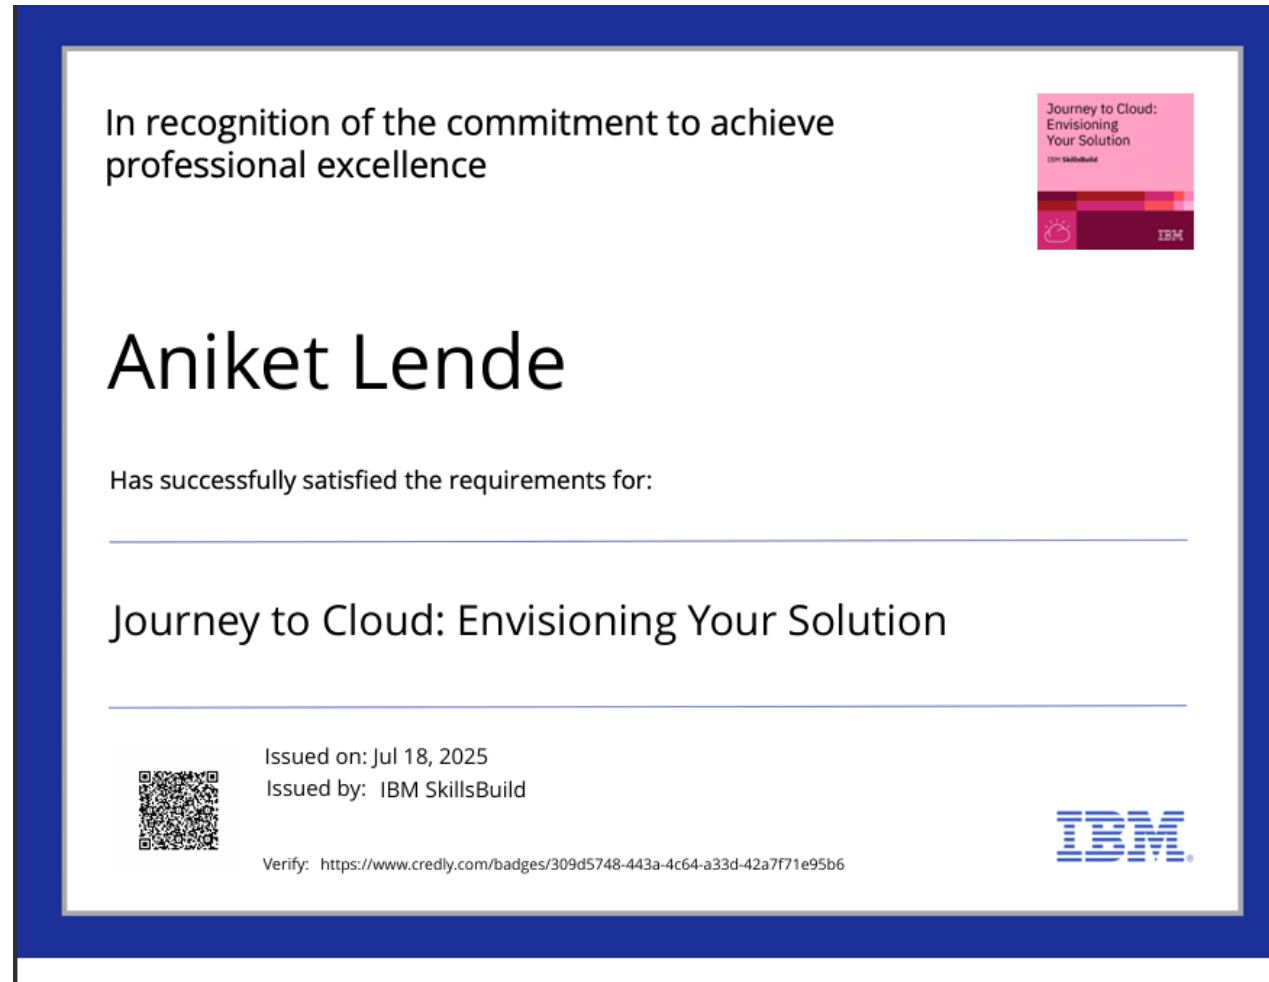 In recognition of the commitment to achieve
professional excellence
Journey to Cloud:
Envisioning
Your Solution
IBM SkillsBuild
IBM
Aniket Lende
Has successfully satisfied the requirements for:
Journey to Cloud: Envisioning Your Solution
Issued on: Jul 18, 2025
Issued by: IBM SkillsBuild
Verify: https://www.credly.com/badges/309d5748-443a-4c64-a33d-42a7f71e95b6
IBM®